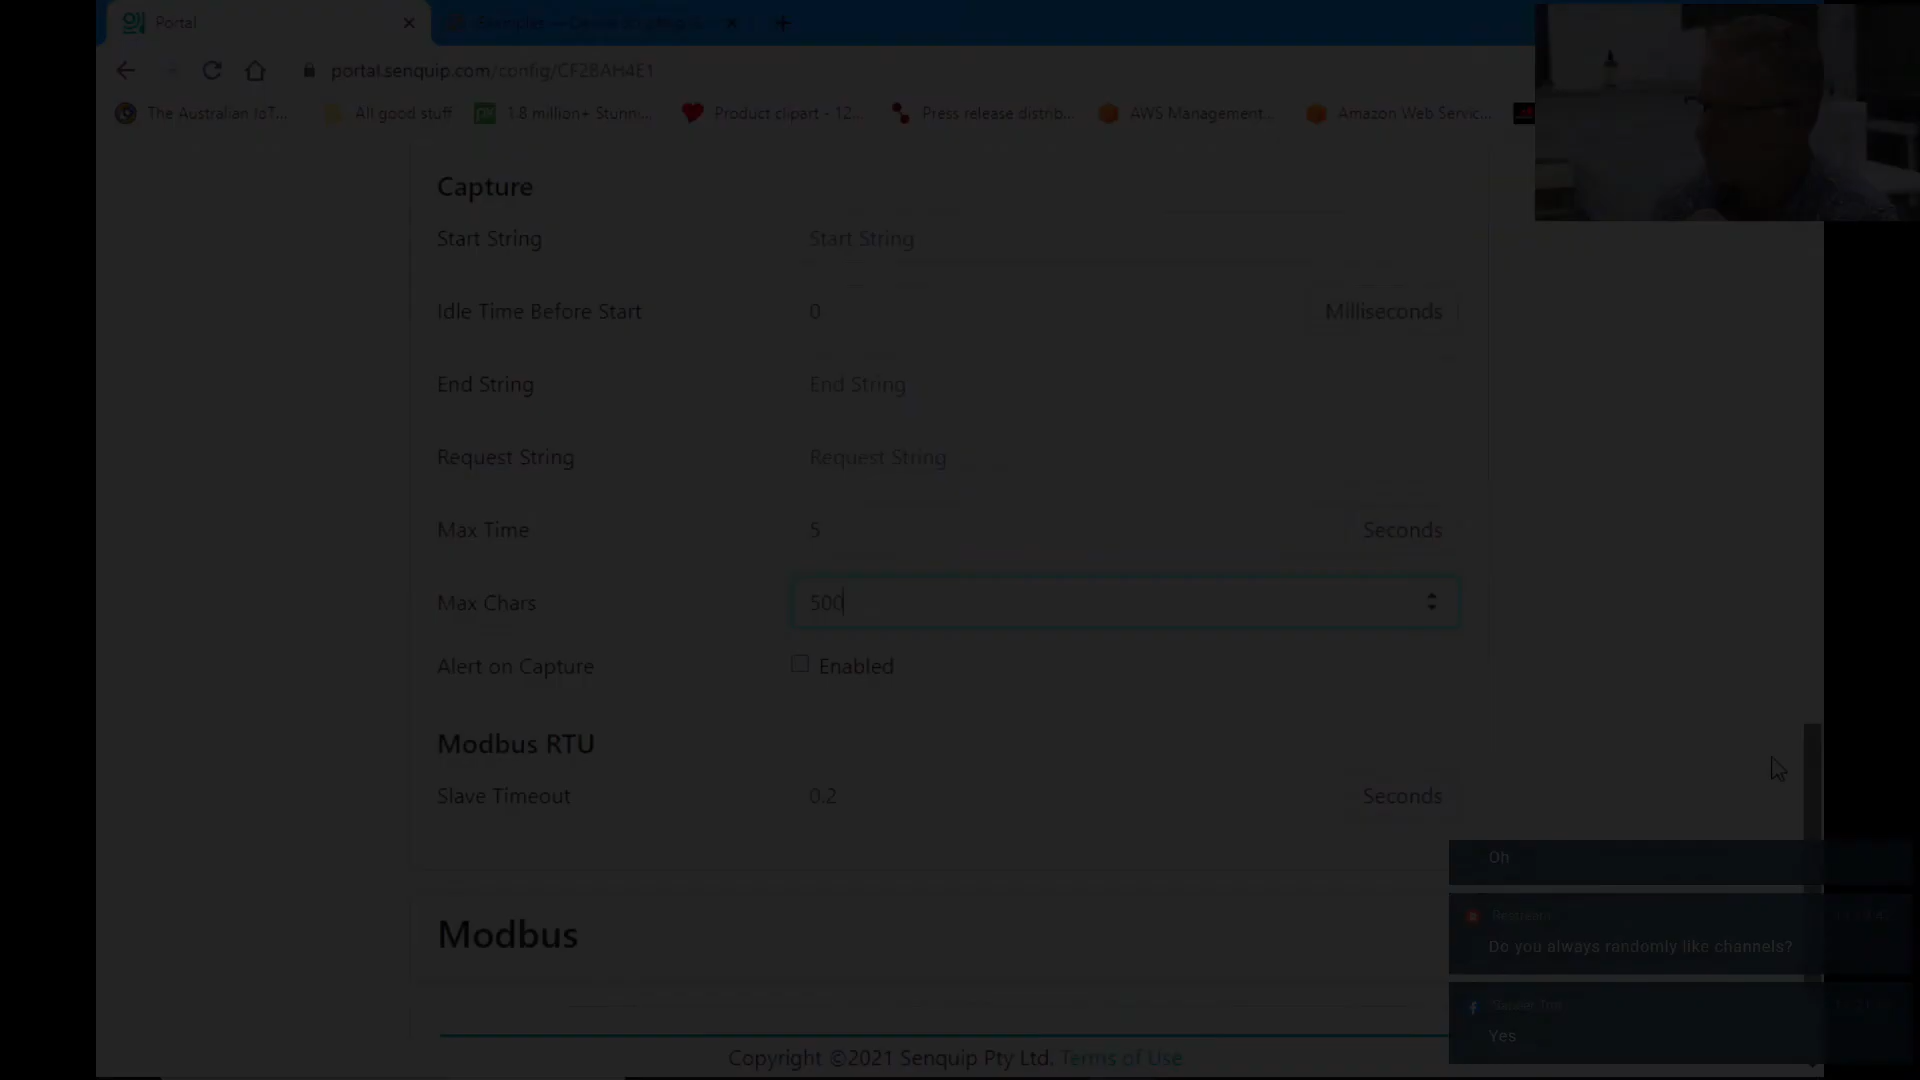 Portal
Examples
portal.senquip.com/config/CF2BAH4E1
The Australian IoT...
All good stuff
1.8 million+ Stunni...
Product clipart - 12...
Press release distrib...
AWS Management...
Amazon Web Servic...
Capture
Start String
Start String
Idle Time Before Start
0
Milliseconds
End String
End String
Request String
Request String
Max Time
5
Seconds
Max Chars
500
Alert on Capture
Enabled
Modbus RTU
Slave Timeout
0.2
Seconds
Oh
Restream
Do you always randomly like channels?
Yes
Modbus
Copyright ©2021 Senquip Pty Ltd. Terms of Use